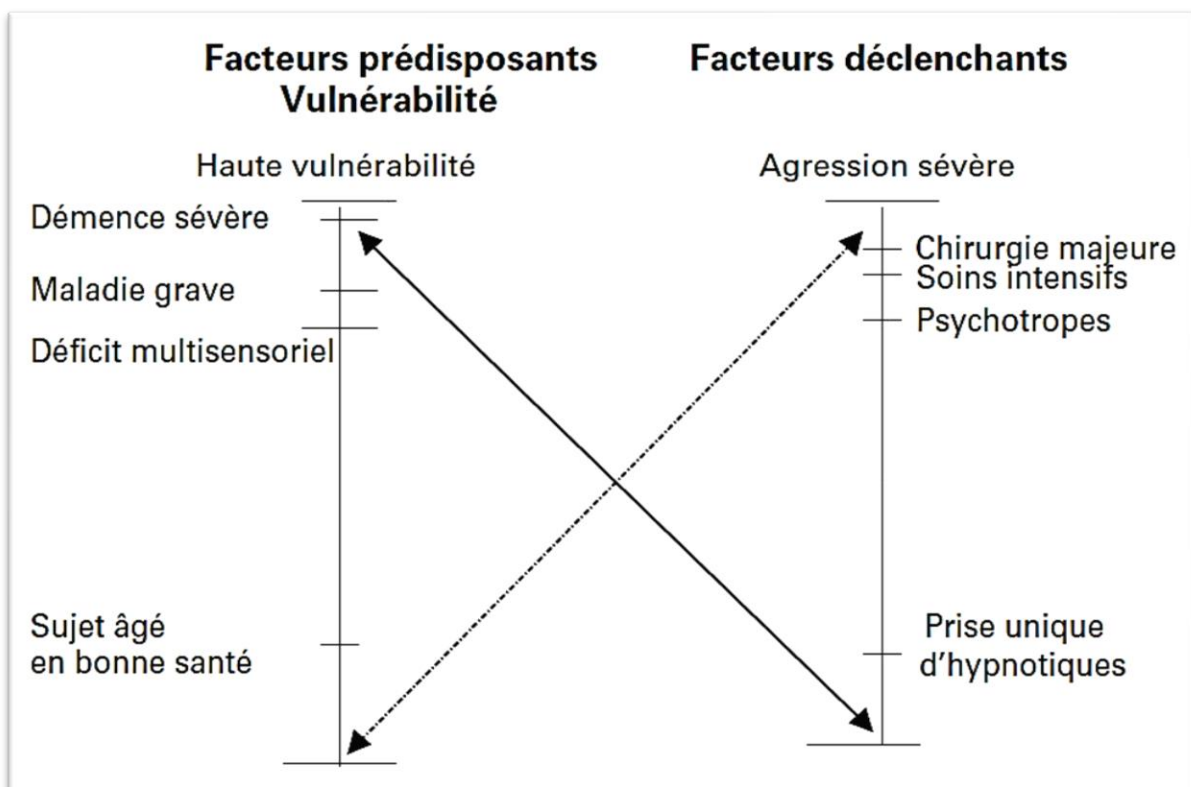 Facteurs prédisposants
Vulnérabilité
Haute vulnérabilité
Démence sévère
Maladie grave
Déficit multisensoriel
Sujet âgé
en bonne santé
Facteurs déclenchants
Agression sévère
Chirurgie majeure
Soins intensifs
Psychotropes
Prise unique
d'hypnotiques